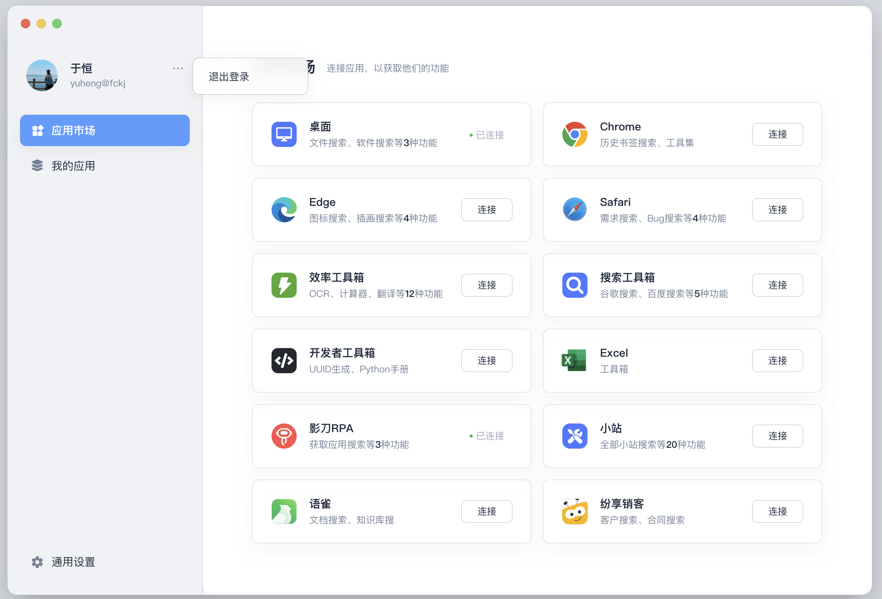 于恒
···
yuheng@fckj
退出登录
场
连接应用，以获取他们的功能
应用市场
我的应用
桌面
文件搜索、软件搜索等3种功能
已连接
Chrome
历史书签搜索、工具集
连接
Edge
图标搜索、插画搜索等4种功能
连接
Safari
需求搜索、Bug搜索等4种功能
连接
效率工具箱
OCR、计算器、翻译等12种功能
连接
搜索工具箱
谷歌搜索、百度搜索等5种功能
连接
开发者工具箱
UUID生成、Python手册
连接
Excel
工具箱
连接
影刀RPA
获取应用搜索等3种功能
已连接
小站
全部小站搜索等20种功能
连接
语雀
文档搜索、知识库搜
连接
纷享销客
客户搜索、合同搜索
连接
通用设置